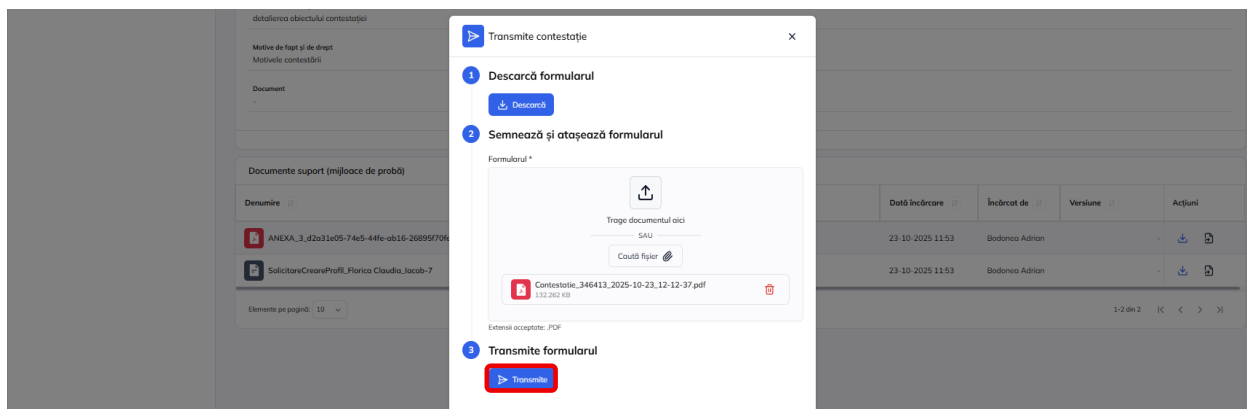 detalierea obiectului contestației
Motive de fapt și de drept
Motivele contestării
Document
-
Transmite contestație
1 Descarcă formularul
Descarcă
2 Semnează și atașează formularul
Formularul *
Trage documentul aici
SAU
Caută fișier
Contestatie_346413_2025-10-23_12-12-37.pdf
132.262 KB
Extensii acceptate: .PDF
3 Transmite formularul
Transmite
Documente suport (mijloace de probă)
Denumire Dată încărcare Încărcat de Versiune Acțiuni
ANEXA_3_d2a31e05-74e5-44fe-ab16-26895f70fe 23-10-2025 11:53 Bodonea Adrian -
SolicitareCreareProfil_Florica Claudia_Iacob-7 23-10-2025 11:53 Bodonea Adrian -
Elemente pe pagină: 10 1-2 din 2